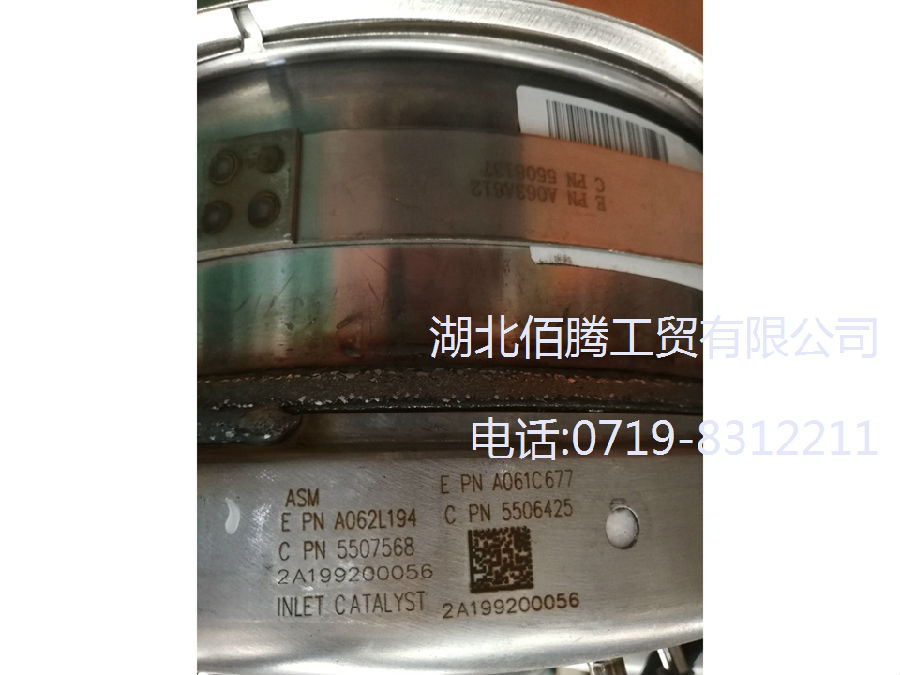 E PN A063A612
C PN 5508137
湖北佰腾工贸有限公司
电话:0719-8312211
ASM
E PN A062L194
C PN 5507568
2A199200056
INLET CATALYST
E PN A061C677
C PN 5506425
2A199200056